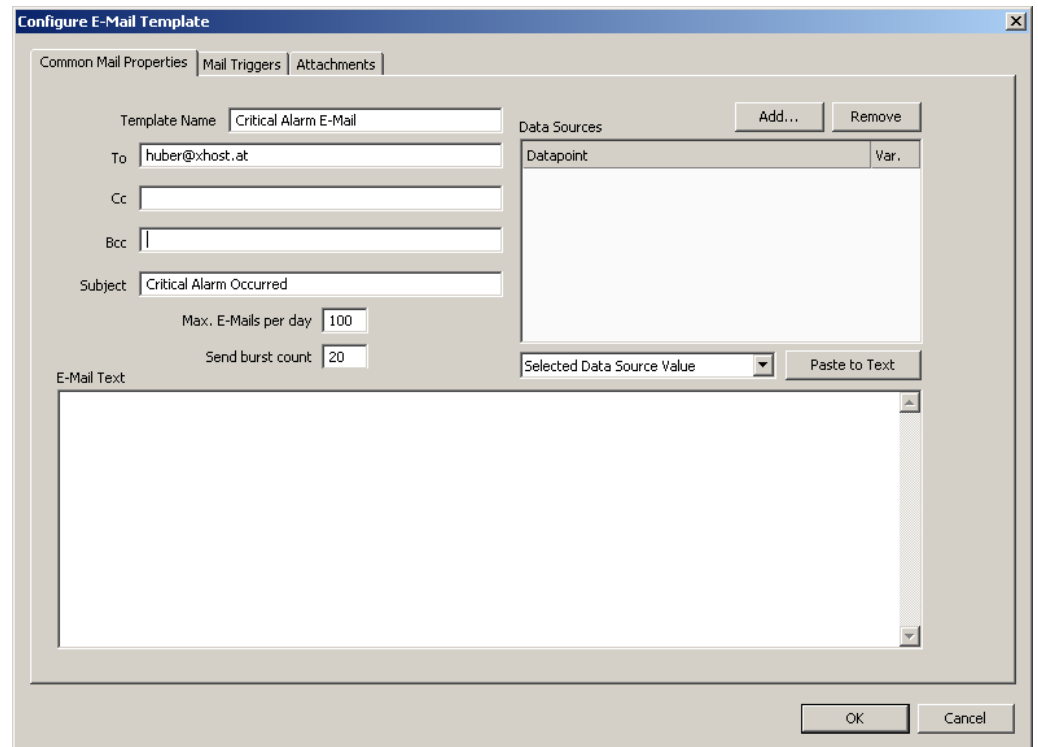 Configure E-Mail Template
Common Mail Properties
Mail Triggers
Attachments
Template Name
Critical Alarm E-Mail
To
huber@xhost.at
Cc
Bcc
Subject
Critical Alarm Occurred
Max. E-Mails per day
100
Send burst count
20
Data Sources
Add...
Remove
Datapoint
Var.
Selected Data Source Value
Paste to Text
E-Mail Text
OK
Cancel